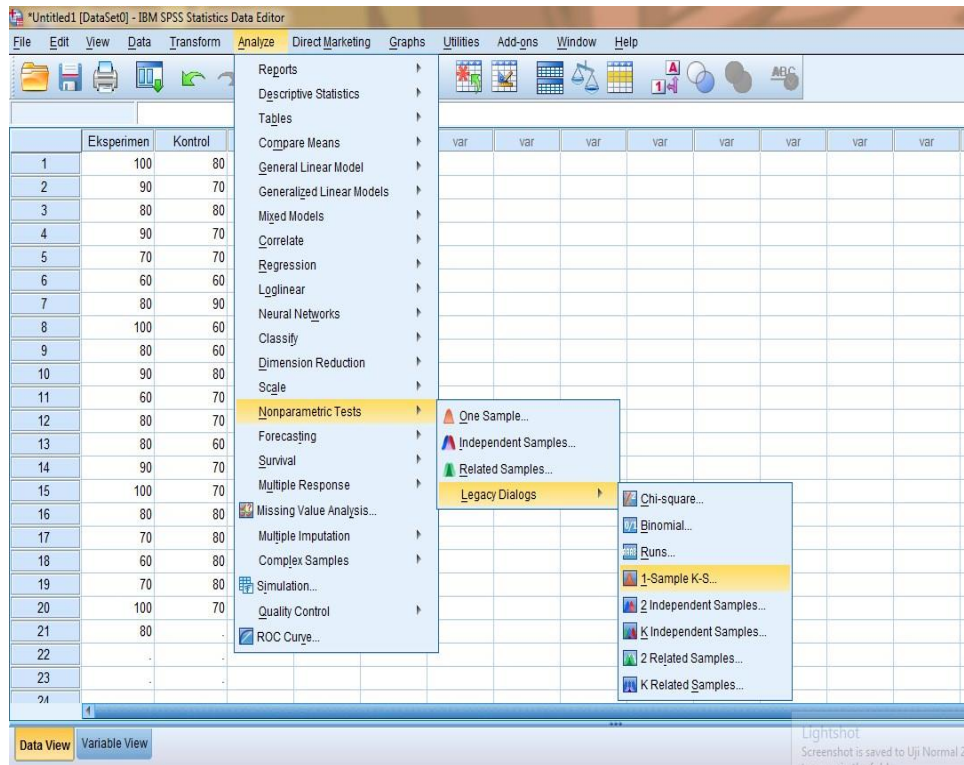 *Untitled1 [DataSet0] - IBM SPSS Statistics Data Editor
File Edit View Data Transform Analyze Direct Marketing Graphs Utilities Add-ons Window Help
Reports
Descriptive Statistics
Tables
Compare Means
General Linear Model
Generalized Linear Models
Mixed Models
Correlate
Regression
Loglinear
Neural Networks
Classify
Dimension Reduction
Scale
Nonparametric Tests
Forecasting
Survival
Multiple Response
Missing Value Analysis...
Multiple Imputation
Complex Samples
Simulation...
Quality Control
ROC Curve...
One Sample...
Independent Samples...
Related Samples...
Legacy Dialogs
Chi-square...
Binomial...
Runs...
1-Sample K-S...
2 Independent Samples...
K Independent Samples...
2 Related Samples...
K Related Samples...
Eksperimen Kontrol var var var var var var var var
1 100 80
2 90 70
3 80 80
4 90 70
5 70 70
6 60 60
7 80 90
8 100 60
9 80 60
10 90 80
11 60 70
12 80 70
13 80 60
14 90 70
15 100 70
16 80 80
17 70 80
18 60 80
19 70 80
20 100 70
21 80 .
22 . .
23 . .
24
Data View Variable View
Lightshot
Screenshot is saved to Uji Normal 2